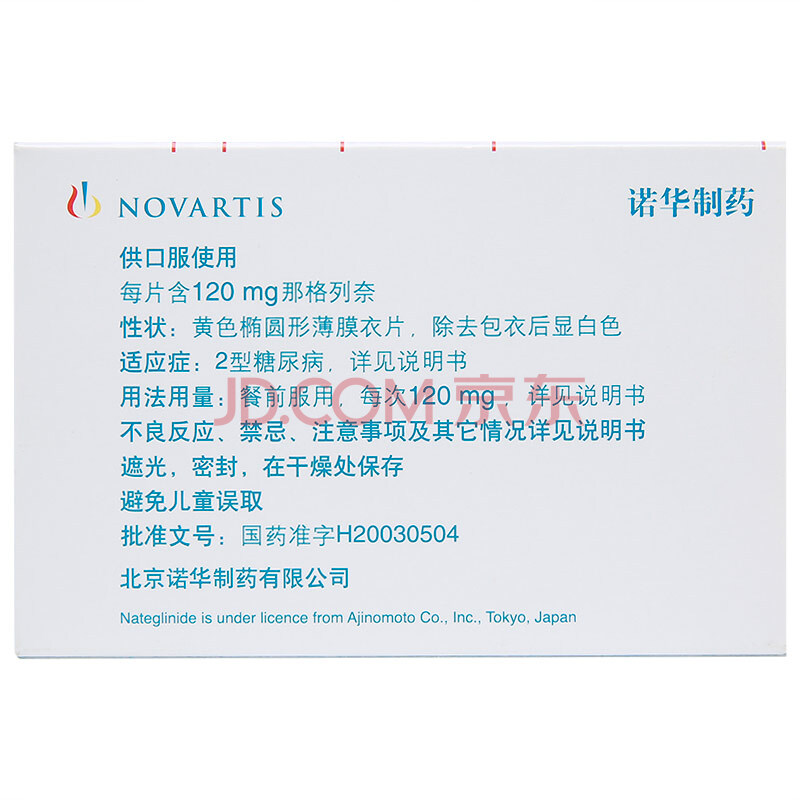 NOVARTIS 诺华制药
供口服使用
每片含120 mg那格列奈
性状：黄色椭圆形薄膜衣片，除去包衣后显白色
适应症：2型糖尿病，详见说明书
JD.COM 京东
用法用量：餐前服用，每次120 mg，详见说明书
不良反应、禁忌、注意事项及其它情况详见说明书
遮光，密封，在干燥处保存
避免儿童误取
批准文号：国药准字H20030504
北京诺华制药有限公司
Nateglinide is under licence from Ajinomoto Co., Inc., Tokyo, Japan